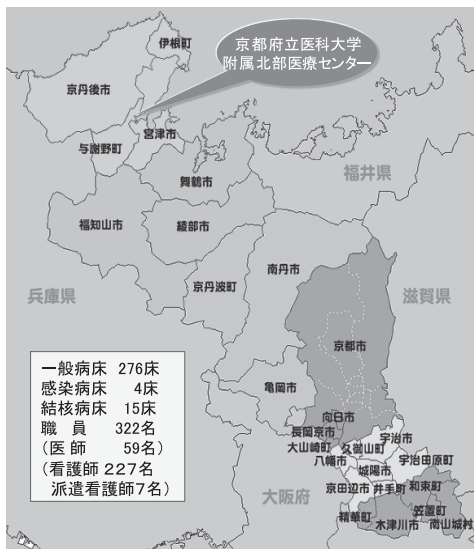 伊根町
京都府立医科大学
附属北部医療センター
京丹後市
宮津市
与謝野町
舞鶴市
福井県
福知山市
綾部市
南丹市
京丹波町
兵庫県
滋賀県
京都市
亀岡市
一般病床 276床
感染病床 4床
結核病床 15床
職員 322名
(医師 59名)
(看護師227名
派遣看護師7名)
向日市
長岡京市
大山崎町
久御山町
宇治市
八幡市
宇治田原町
城陽市
大阪府
京田辺市
井手町
和束町
精華町
木津川市
笠置町
南山城村